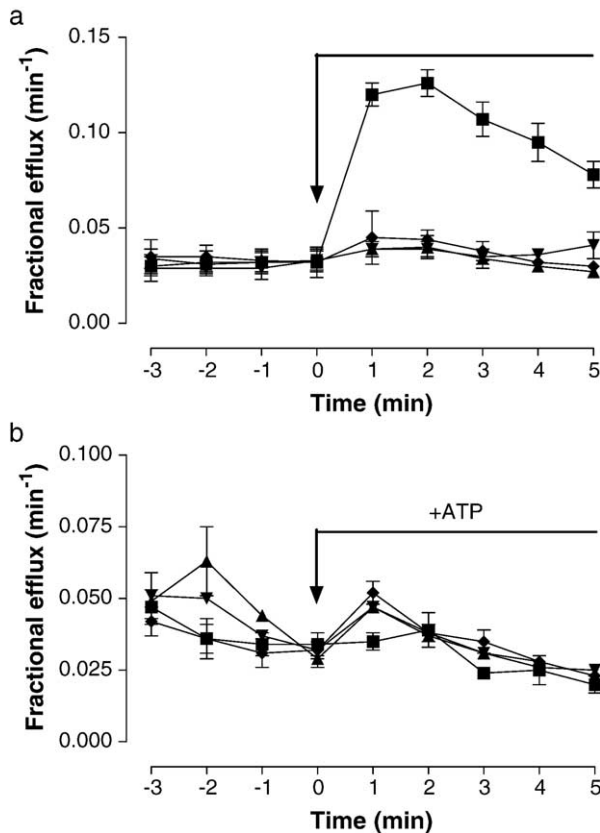 a
Fractional efflux (min⁻¹)
0.15
0.10
0.05
0.00
-3 -2 -1 0 1 2 3 4 5
Time (min)
b
Fractional efflux (min⁻¹)
0.100
0.075
0.050
0.025
0.000
+ATP
-3 -2 -1 0 1 2 3 4 5
Time (min)